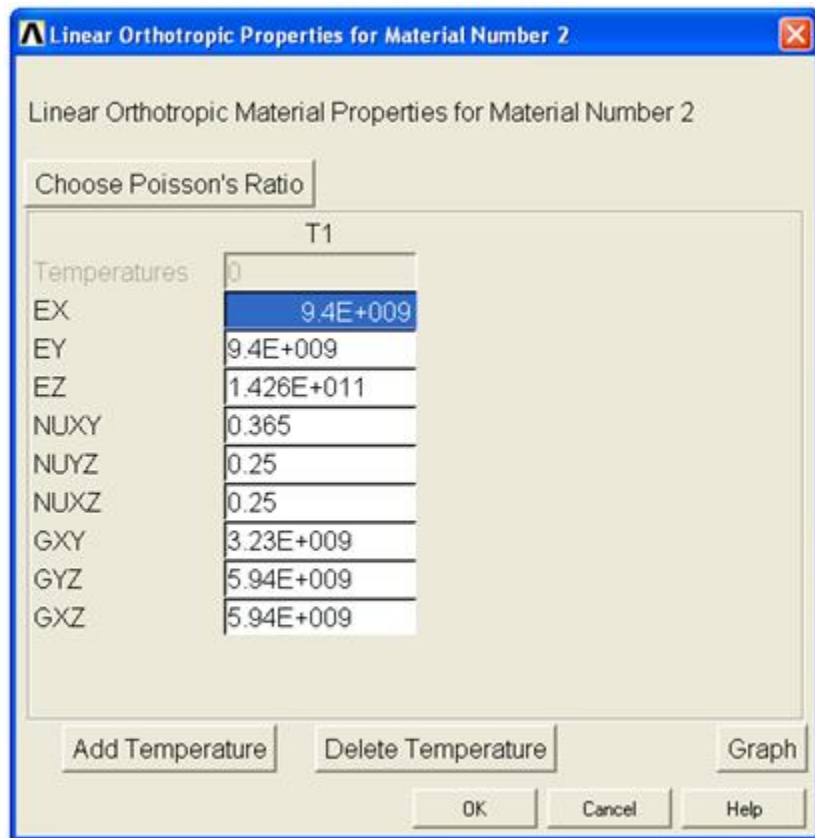 Linear Orthotropic Properties for Material Number 2
Linear Orthotropic Material Properties for Material Number 2
Choose Poisson's Ratio
T1
Temperatures 0
EX 9.4E+009
EY 9.4E+009
EZ 1.426E+011
NUXY 0.365
NUYZ 0.25
NUXZ 0.25
GXY 3.23E+009
GYZ 5.94E+009
GXZ 5.94E+009
Add Temperature Delete Temperature Graph
OK Cancel Help